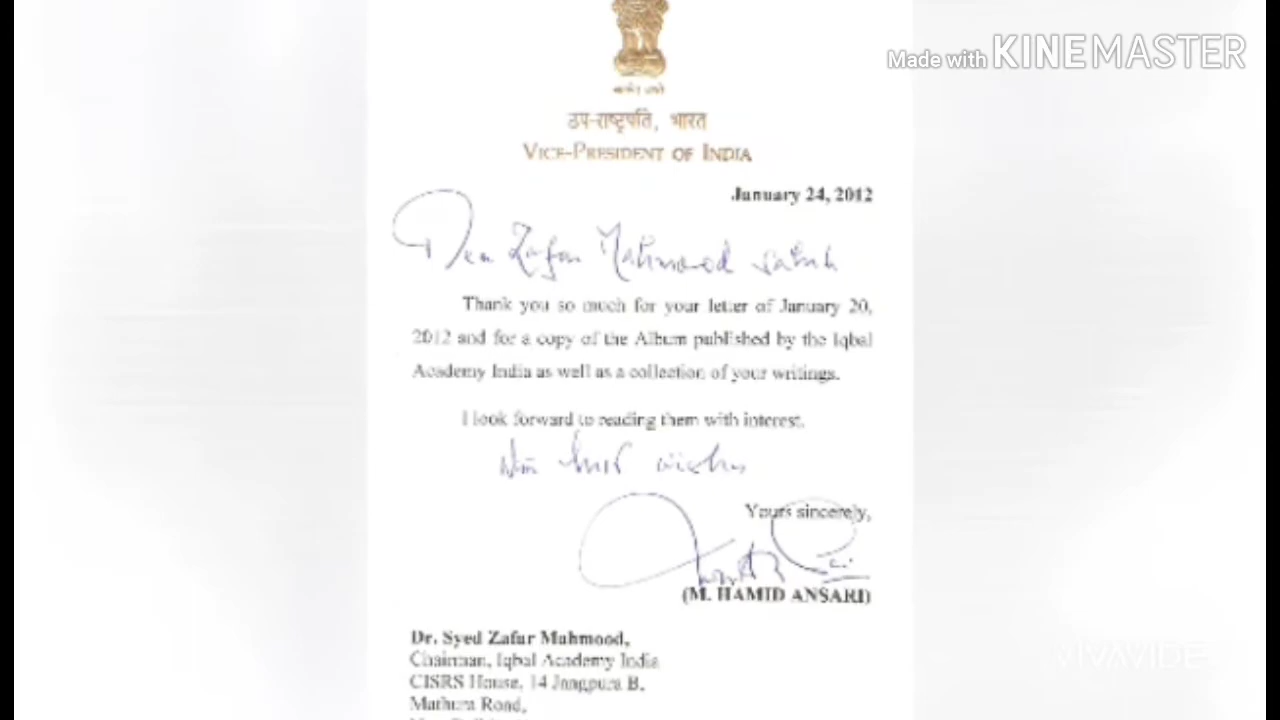 Made with KINEMASTER
उप-राष्ट्रपति, भारत
VICE-PRESIDENT OF INDIA
January 24, 2012
Dear Zafar Mahmood Sahib
Thank you so much for your letter of January 20,
2012 and for a copy of the Album published by the Iqbal
Academy India as well as a collection of your writings.
I look forward to reading them with interest.
With best wishes
Yours sincerely,
(M. HAMID ANSARI)
Dr. Syed Zafar Mahmood,
Chairman, Iqbal Academy India
CISRS House, 14 Jangpura B,
Mathura Road,
VIVAVIDEO